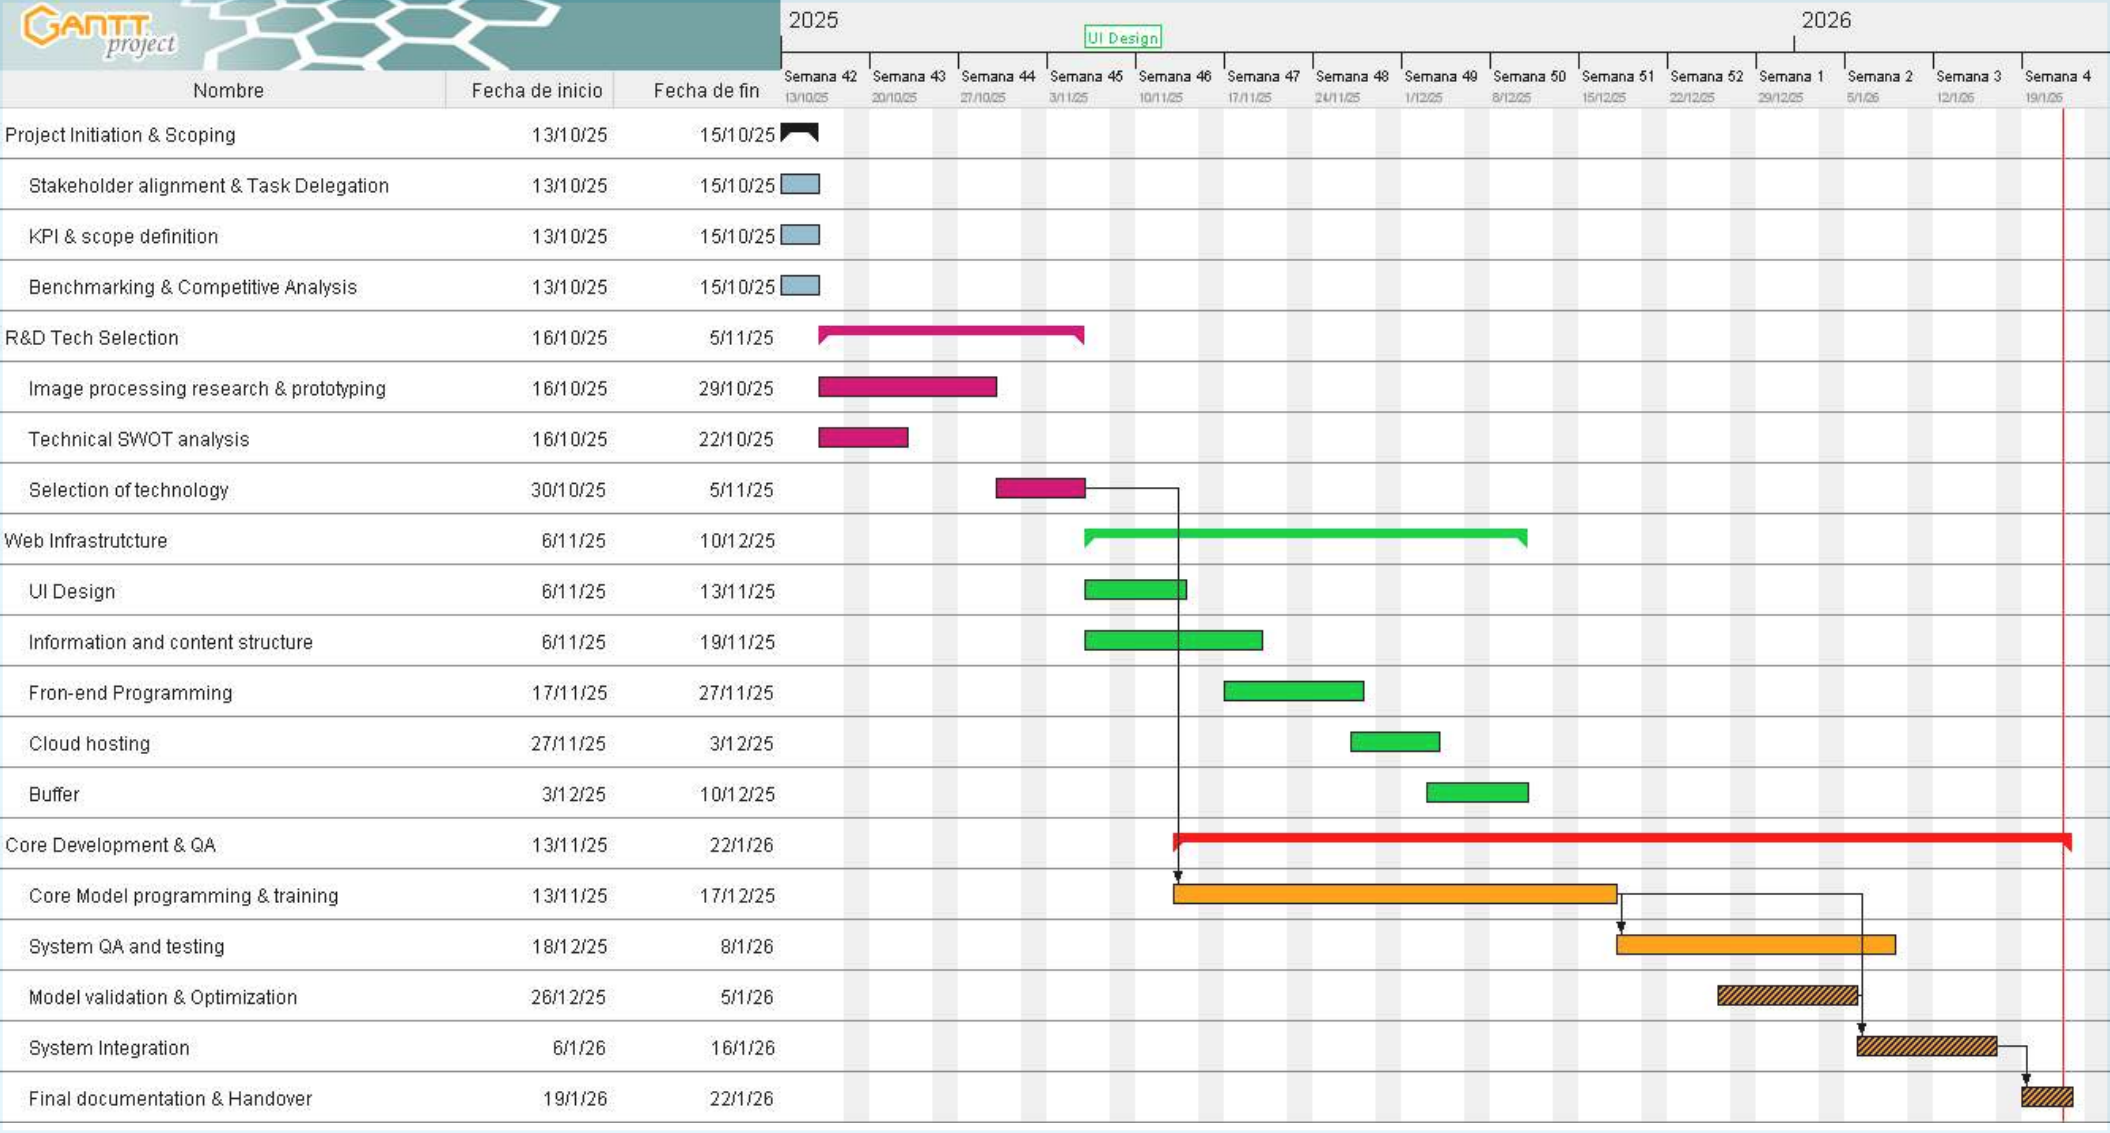 GANTT
project
2025
2026
UI Design
Nombre Fecha de inicio Fecha de fin
Semana 42 Semana 43 Semana 44 Semana 45 Semana 46 Semana 47 Semana 48 Semana 49 Semana 50 Semana 51 Semana 52 Semana 1 Semana 2 Semana 3 Semana 4
13/10/25 20/10/25 27/10/25 3/11/25 10/11/25 17/11/25 24/11/25 1/12/25 8/12/25 15/12/25 22/12/25 29/12/25 5/1/26 12/1/26 19/1/26
Project Initiation & Scoping 13/10/25 15/10/25
Stakeholder alignment & Task Delegation 13/10/25 15/10/25
KPI & scope definition 13/10/25 15/10/25
Benchmarking & Competitive Analysis 13/10/25 15/10/25
R&D Tech Selection 16/10/25 5/11/25
Image processing research & prototyping 16/10/25 29/10/25
Technical SWOT analysis 16/10/25 22/10/25
Selection of technology 30/10/25 5/11/25
Web Infrastrutcture 6/11/25 10/12/25
UI Design 6/11/25 13/11/25
Information and content structure 6/11/25 19/11/25
Fron-end Programming 17/11/25 27/11/25
Cloud hosting 27/11/25 3/12/25
Buffer 3/12/25 10/12/25
Core Development & QA 13/11/25 22/1/26
Core Model programming & training 13/11/25 17/12/25
System QA and testing 18/12/25 8/1/26
Model validation & Optimization 26/12/25 5/1/26
System Integration 6/1/26 16/1/26
Final documentation & Handover 19/1/26 22/1/26